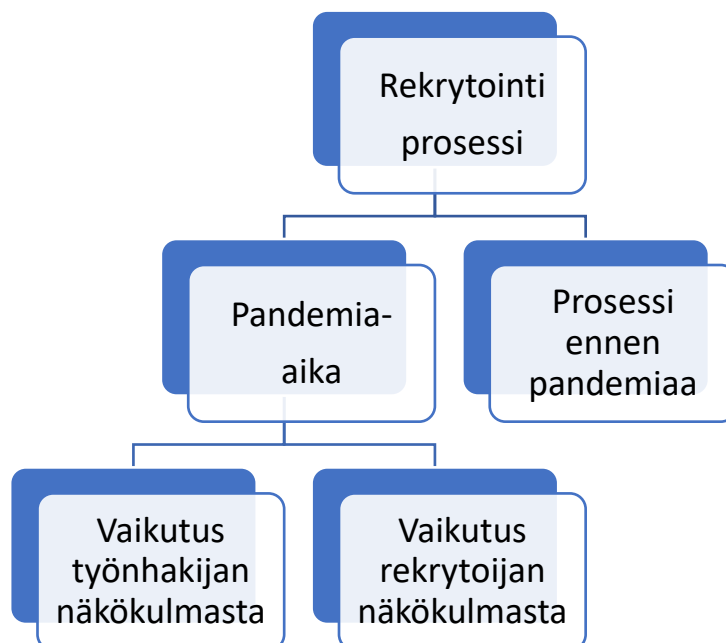 Rekrytointi
prosessi
Pandemia-
aika
Prosessi
ennen
pandemiaa
Vaikutus
työnhakijan
näkökulmasta
Vaikutus
rekrytoijan
näkökulmasta